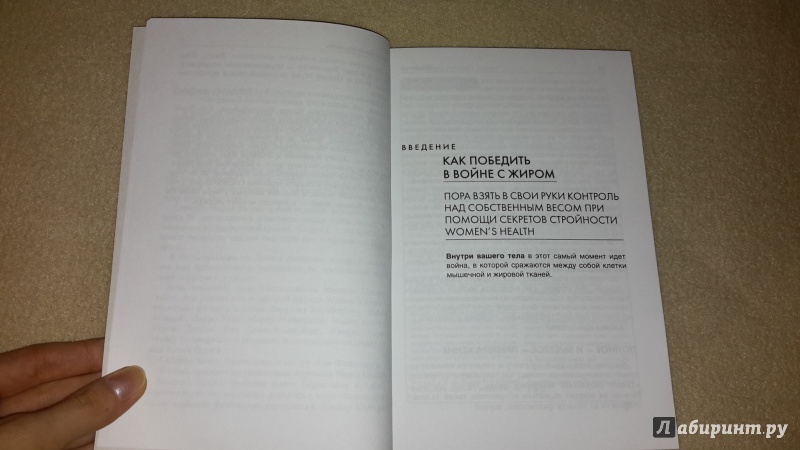 ВВЕДЕНИЕ
КАК ПОБЕДИТЬ
В ВОЙНЕ С ЖИРОМ
ПОРА ВЗЯТЬ В СВОИ РУКИ КОНТРОЛЬ
НАД СОБСТВЕННЫМ ВЕСОМ ПРИ
ПОМОЩИ СЕКРЕТОВ СТРОЙНОСТИ
WOMEN'S HEALTH
Внутри вашего тела в этот самый момент идет
война, в которой сражаются между собой клетки
мышечной и жировой тканей.
Лабиринт.ру